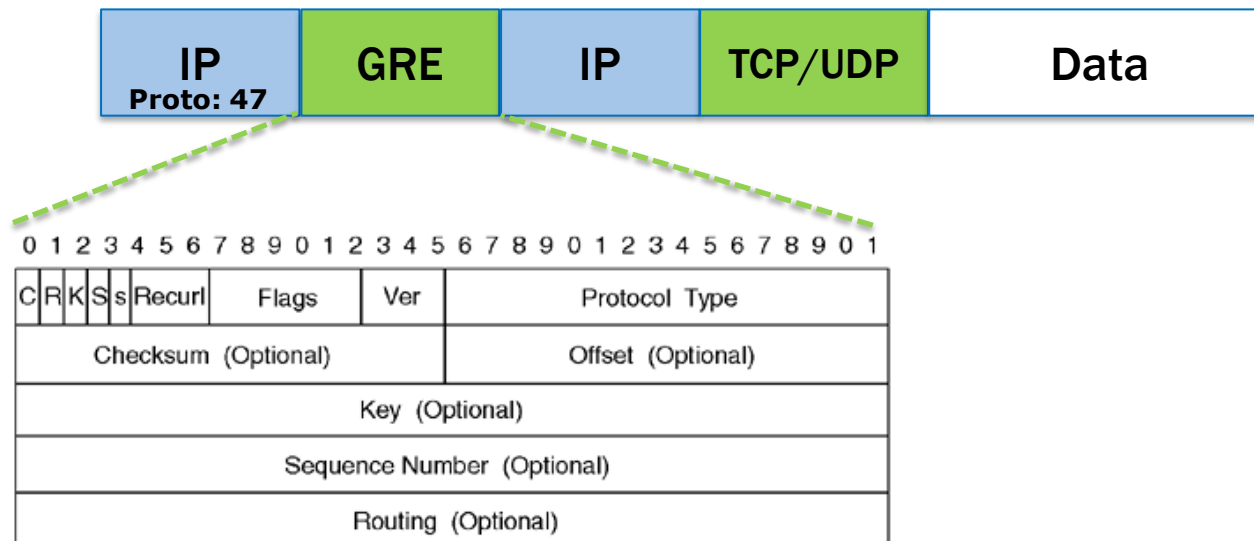 IP GRE IP TCP/UDP Data
Proto: 47
0 1 2 3 4 5 6 7 8 9 0 1 2 3 4 5 6 7 8 9 0 1 2 3 4 5 6 7 8 9 0 1
C R K S s Recurl Flags Ver Protocol Type
Checksum (Optional) Offset (Optional)
Key (Optional)
Sequence Number (Optional)
Routing (Optional)